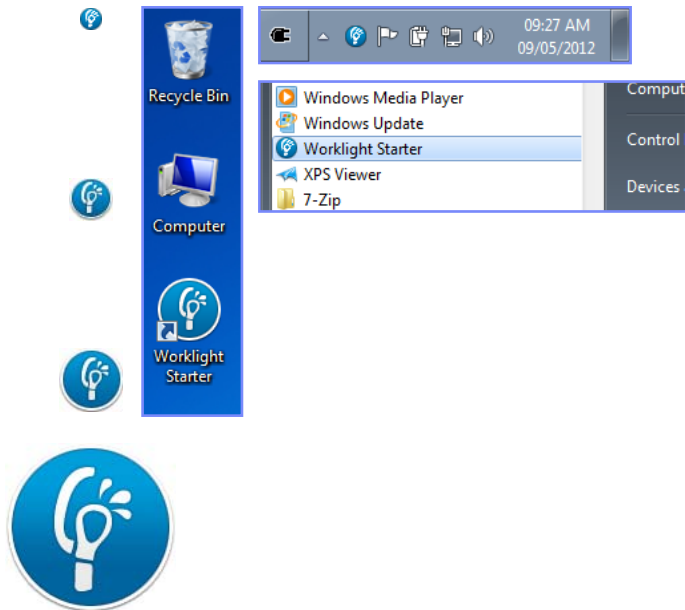 Recycle Bin
Computer
Worklight
Starter
09:27 AM
09/05/2012
Windows Media Player
Windows Update
Worklight Starter
XPS Viewer
7-Zip
Comput
Control
Devices